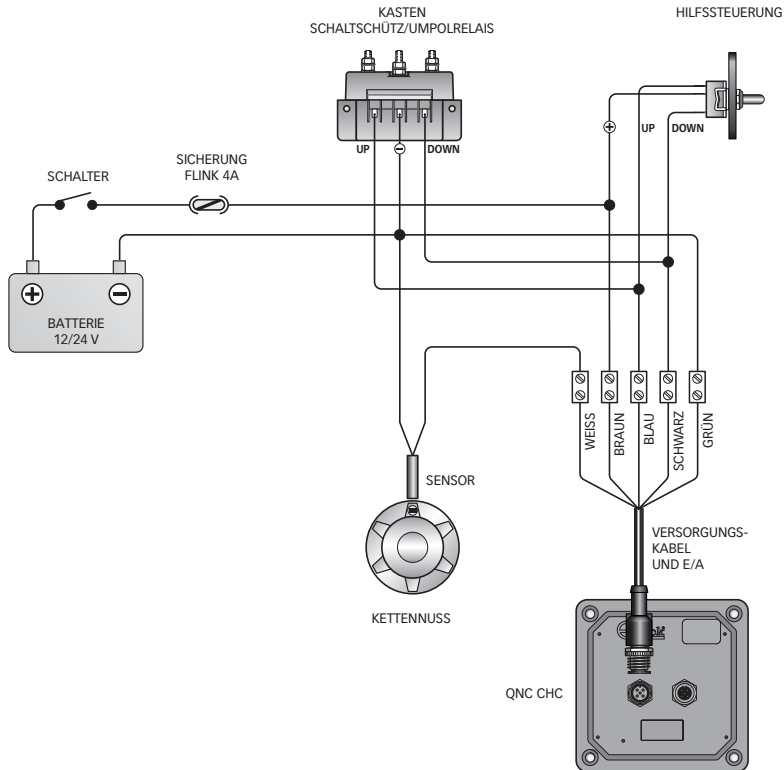 KASTEN
SCHALTSCHÜTZ/UMPOLRELAIS
HILFSSTEUERUNG
UP
DOWN
UP
DOWN
SCHALTER
SICHERUNG
FLINK 4A
BATTERIE
12/24 V
WEISS
BRAUN
BLAU
SCHWARZ
GRÜN
SENSOR
KETTENNUSS
VERSORGUNGS-
KABEL
UND E/A
QNC CHC